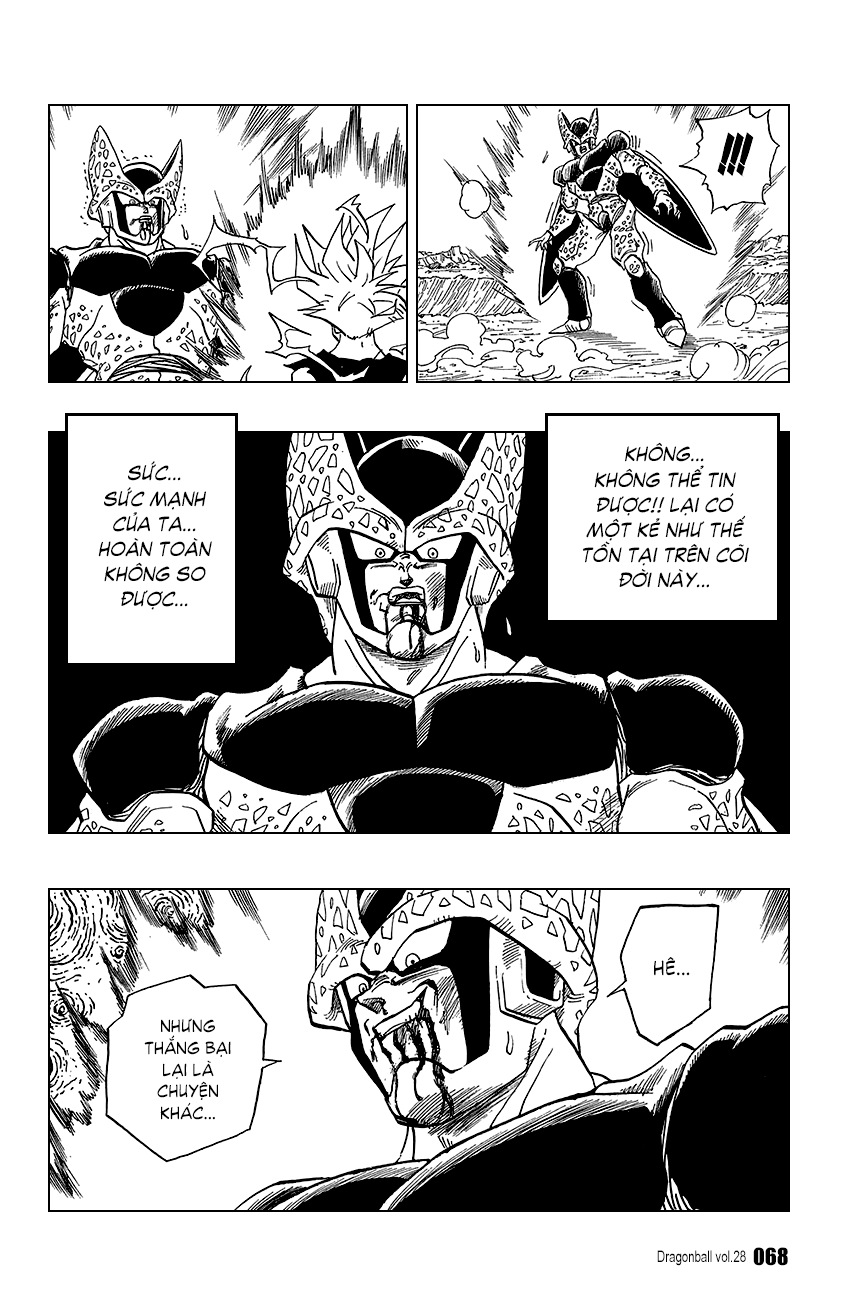 !!!
KHÔNG...
KHÔNG THỂ TIN
ĐƯỢC!! LẠI CÓ
MỘT KẺ NHƯ THẾ
TỒN TẠI TRÊN CÕI
ĐỜI NÀY...
SỨC...
SỨC MẠNH
CỦA TA...
HOÀN TOÀN
KHÔNG SO
ĐƯỢC...
HÊ...
NHƯNG
THẮNG BẠI
LẠI LÀ
CHUYỆN
KHÁC...
Dragonball vol.28 068